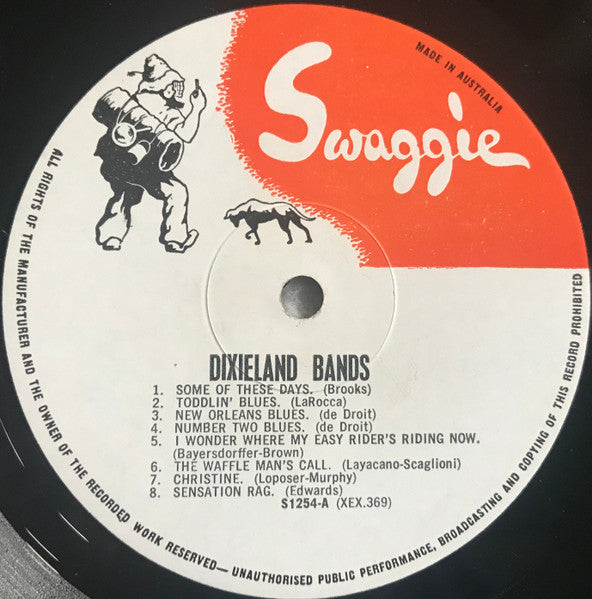 Swaggie
MADE IN AUSTRALIA
DIXIELAND BANDS
1. SOME OF THESE DAYS. (Brooks)
2. TODDLIN' BLUES. (LaRocca)
3. NEW ORLEANS BLUES. (de Droit)
4. NUMBER TWO BLUES. (de Droit)
5. I WONDER WHERE MY EASY RIDER'S RIDING NOW.
(Bayersdorffer-Brown)
6. THE WAFFLE MAN'S CALL. (Layacano-Scaglioni)
7. CHRISTINE. (Loposer-Murphy)
8. SENSATION RAG. (Edwards)
S1254-A (XEX.369)
ALL RIGHTS OF THE MANUFACTURER AND THE OWNER OF THE RECORDED WORK RESERVED— UNAUTHORISED PUBLIC PERFORMANCE, BROADCASTING AND COPYING OF THIS RECORD PROHIBITED